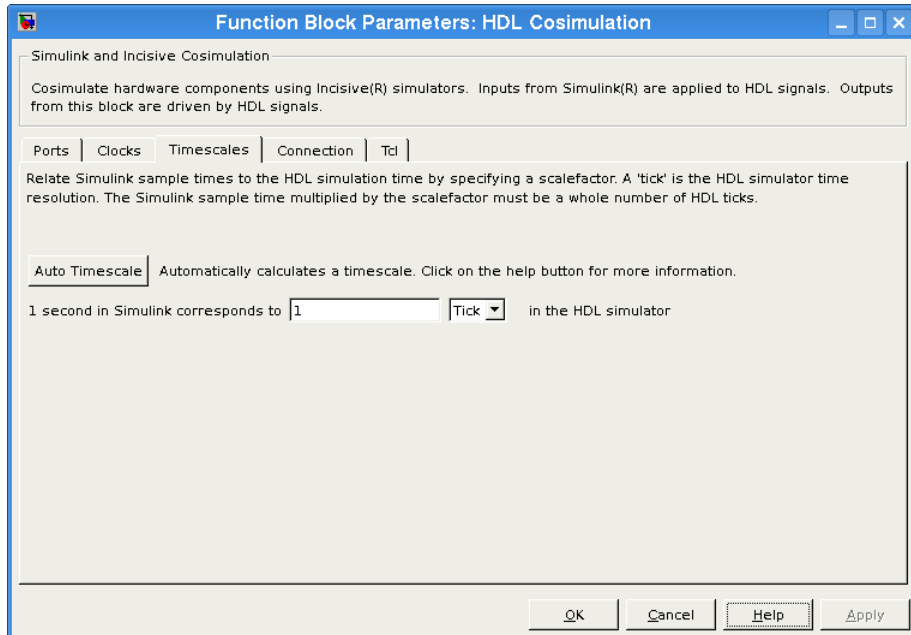 Function Block Parameters: HDL Cosimulation
Simulink and Incisive Cosimulation
Cosimulate hardware components using Incisive(R) simulators. Inputs from Simulink(R) are applied to HDL signals. Outputs
from this block are driven by HDL signals.
Ports Clocks Timescales Connection Tcl
Relate Simulink sample times to the HDL simulation time by specifying a scalefactor. A 'tick' is the HDL simulator time
resolution. The Simulink sample time multiplied by the scalefactor must be a whole number of HDL ticks.
Auto Timescale Automatically calculates a timescale. Click on the help button for more information.
1 second in Simulink corresponds to 1 Tick in the HDL simulator
OK Cancel Help Apply